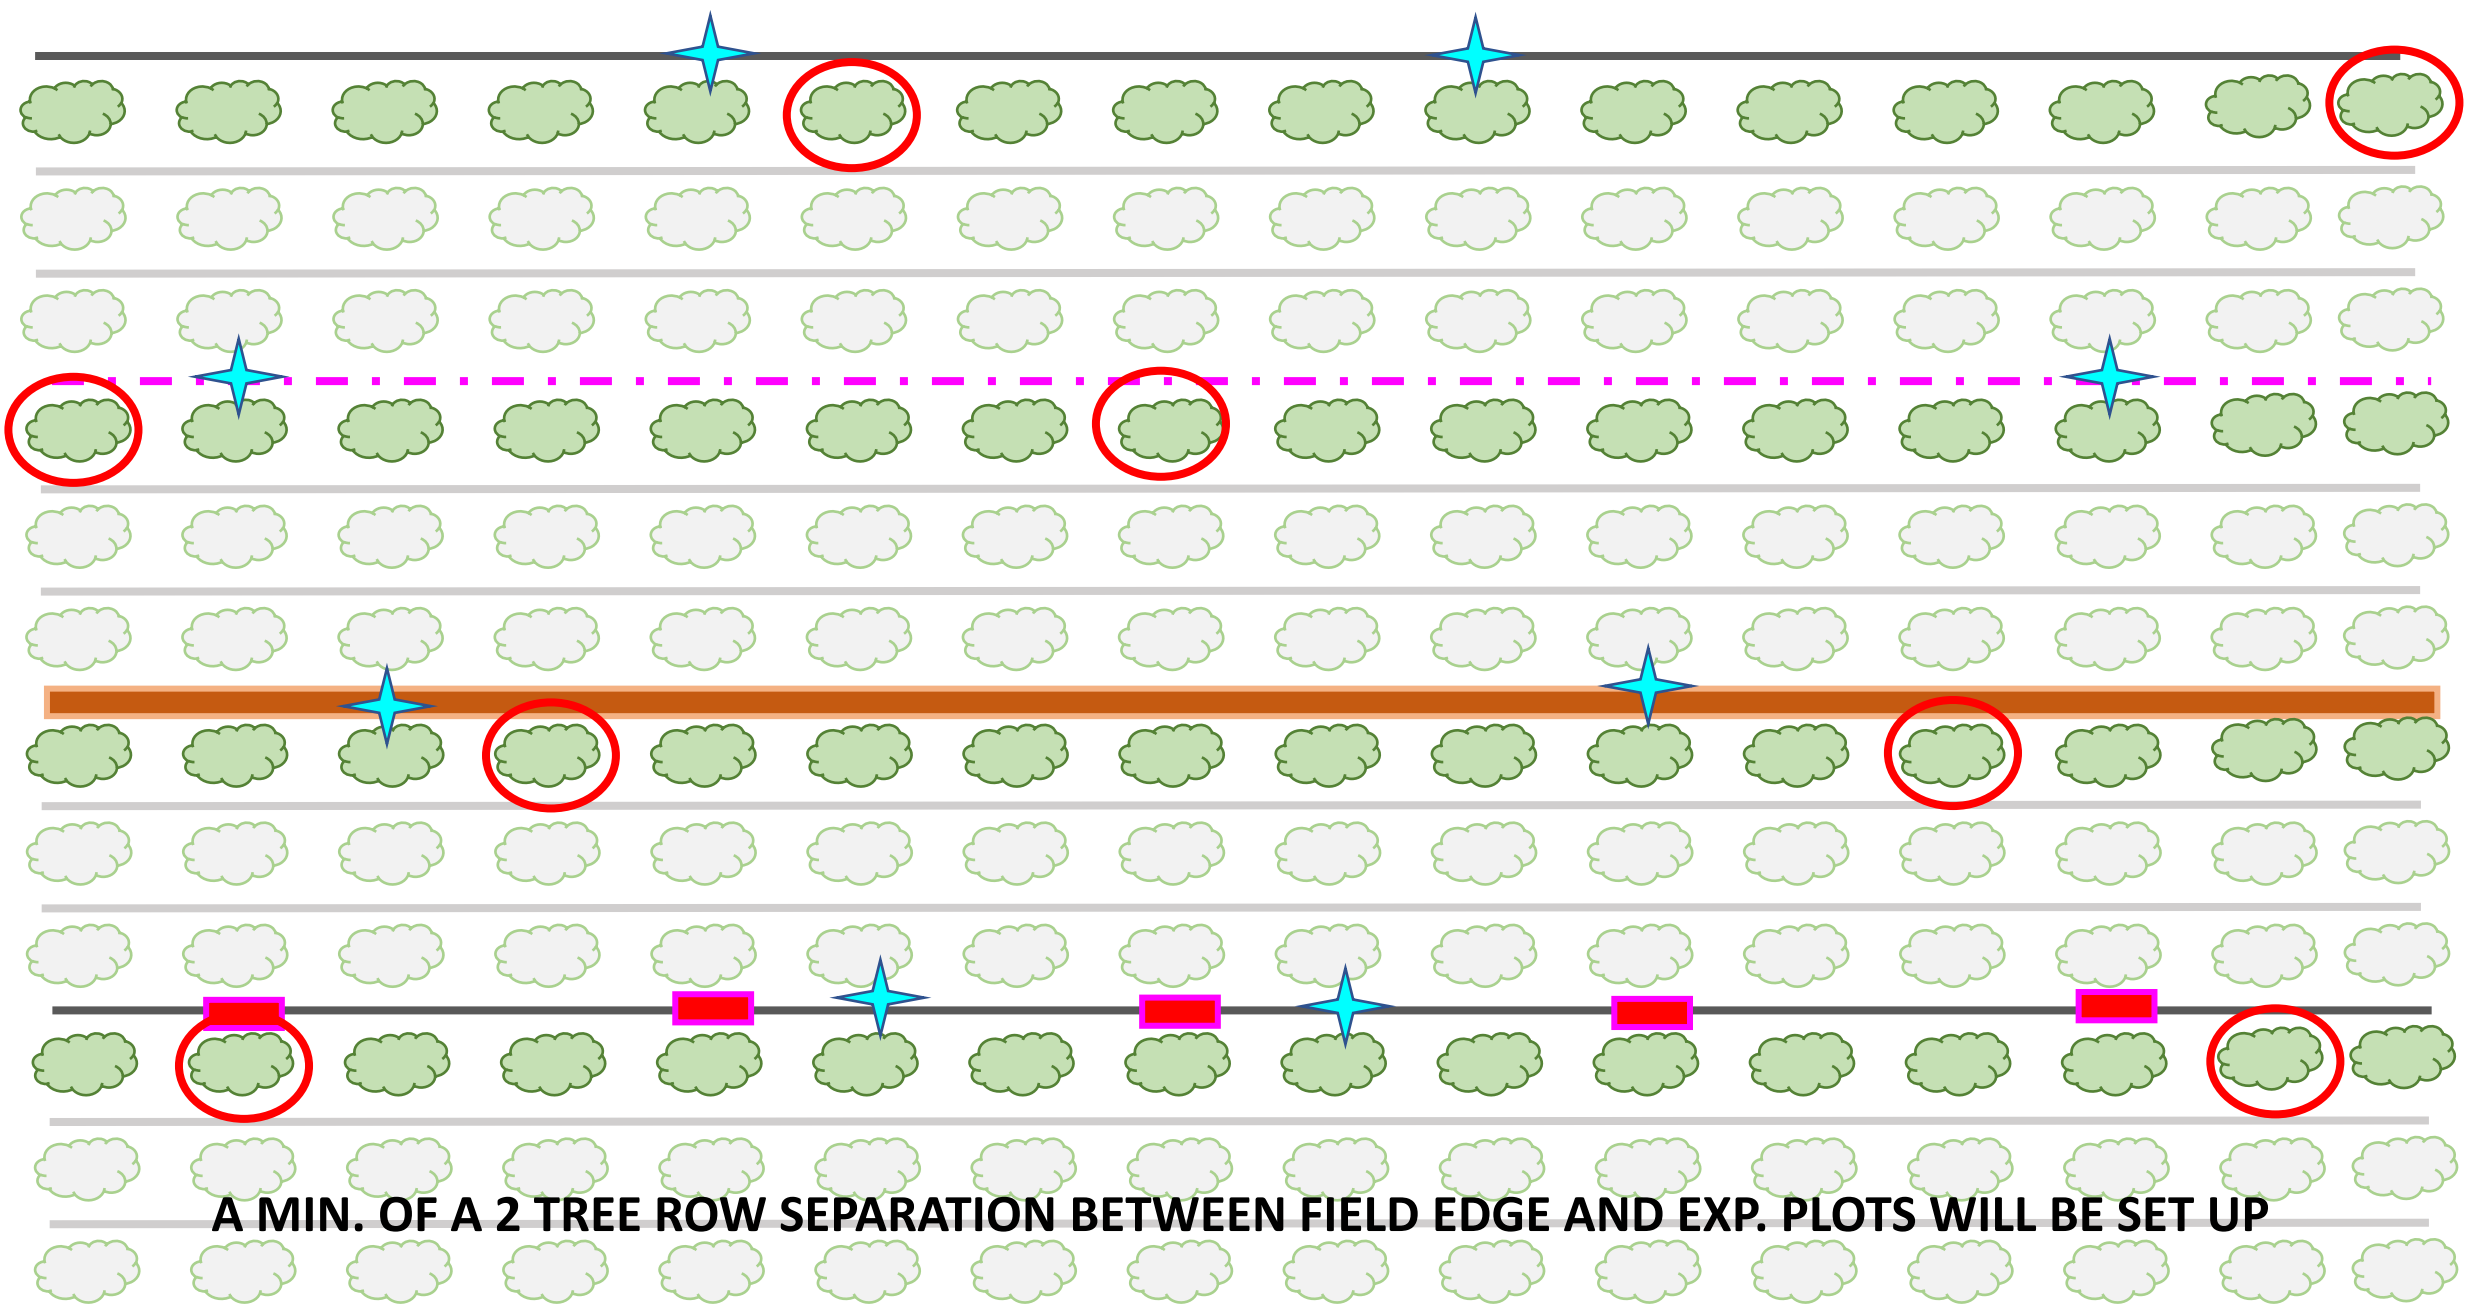 A MIN. OF A 2 TREE ROW SEPARATION BETWEEN FIELD EDGE AND EXP. PLOTS WILL BE SET UP